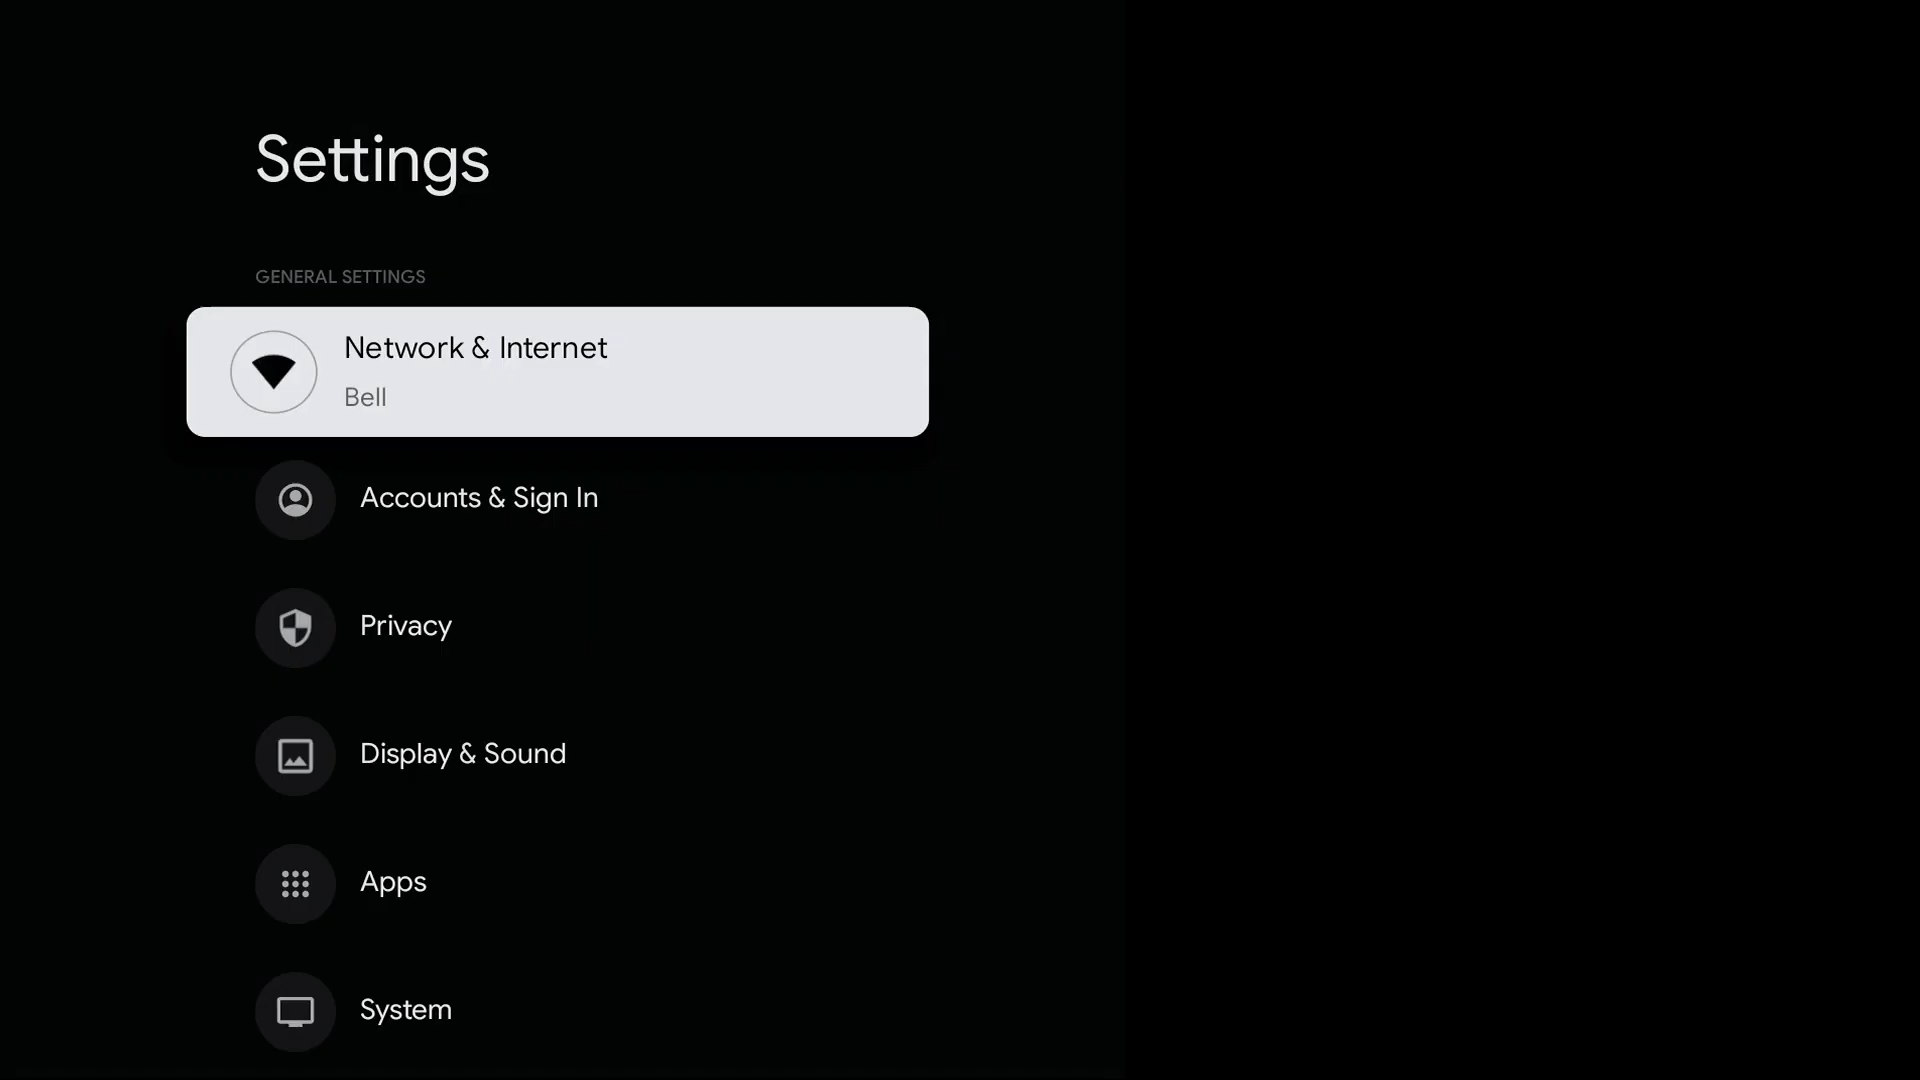 Settings
GENERAL SETTINGS
Network & Internet
Bell
Accounts & Sign In
Privacy
Display & Sound
Apps
System